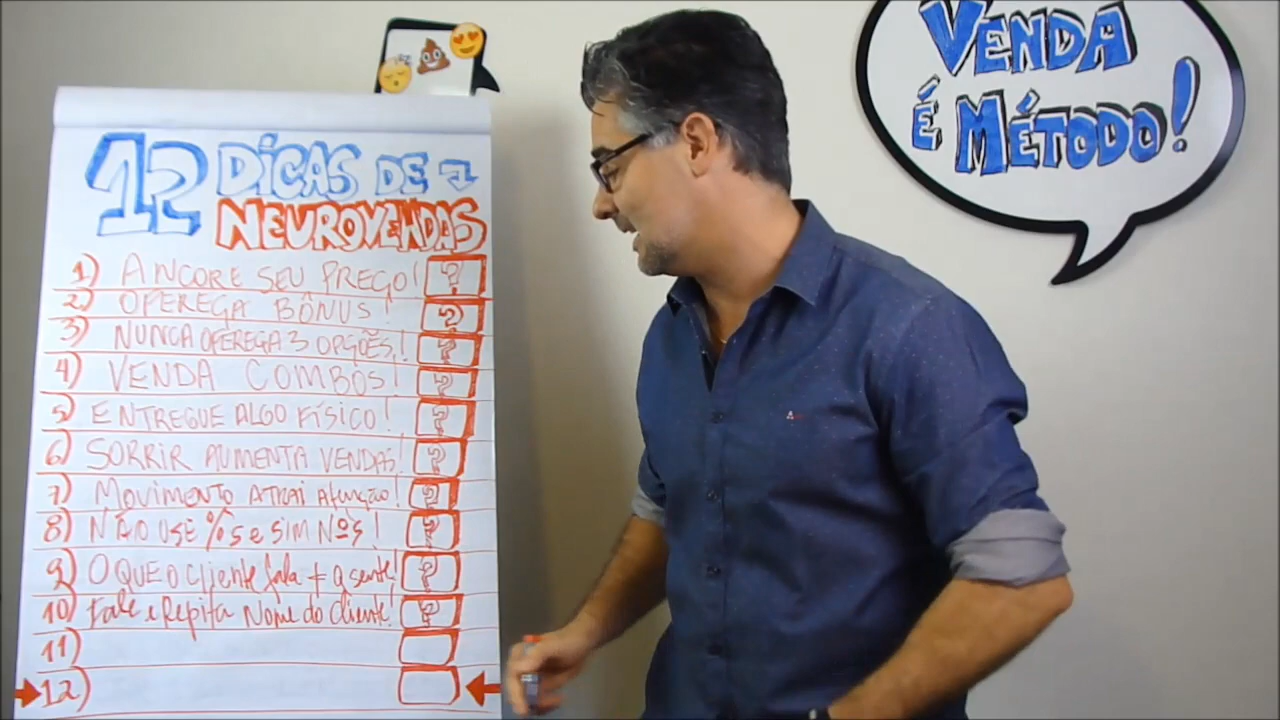 12 DICAS DE
NEUROVENDAS
1) ANCORE SEU PREÇO! ?
2) OFEREÇA BÔNUS! ?
3) NUNCA OFEREÇA 3 OPÇÕES! ?
4) VENDA COMBOS! ?
5) ENTREGUE ALGO FÍSICO! ?
6) SORRIR AUMENTA VENDAS! ?
7) MOVIMENTO ATRAI Atenção! ?
8) NÃO USE %s e SIM Nºs! ?
9) O QUE O Cliente fala + q sente! ?
10) Fale e Repita Nome do Cliente! ?
11)
12)
VENDA
É MÉTODO!